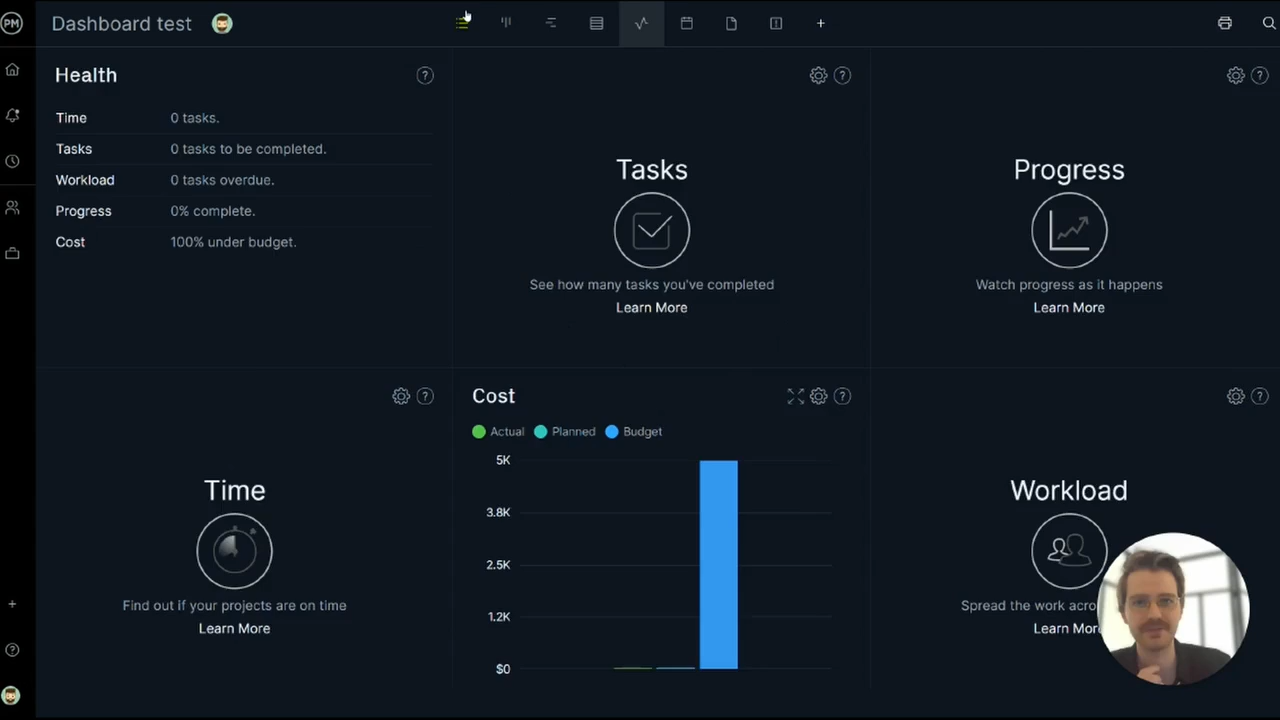 PM
Dashboard test
Health
Time 0 tasks.
Tasks 0 tasks to be completed.
Workload 0 tasks overdue.
Progress 0% complete.
Cost 100% under budget.
Tasks
See how many tasks you've completed
Learn More
Progress
Watch progress as it happens
Learn More
Time
Find out if your projects are on time
Learn More
Cost
Actual Planned Budget
5K
3.8K
2.5K
1.2K
$0
Workload
Spread the work
Learn More